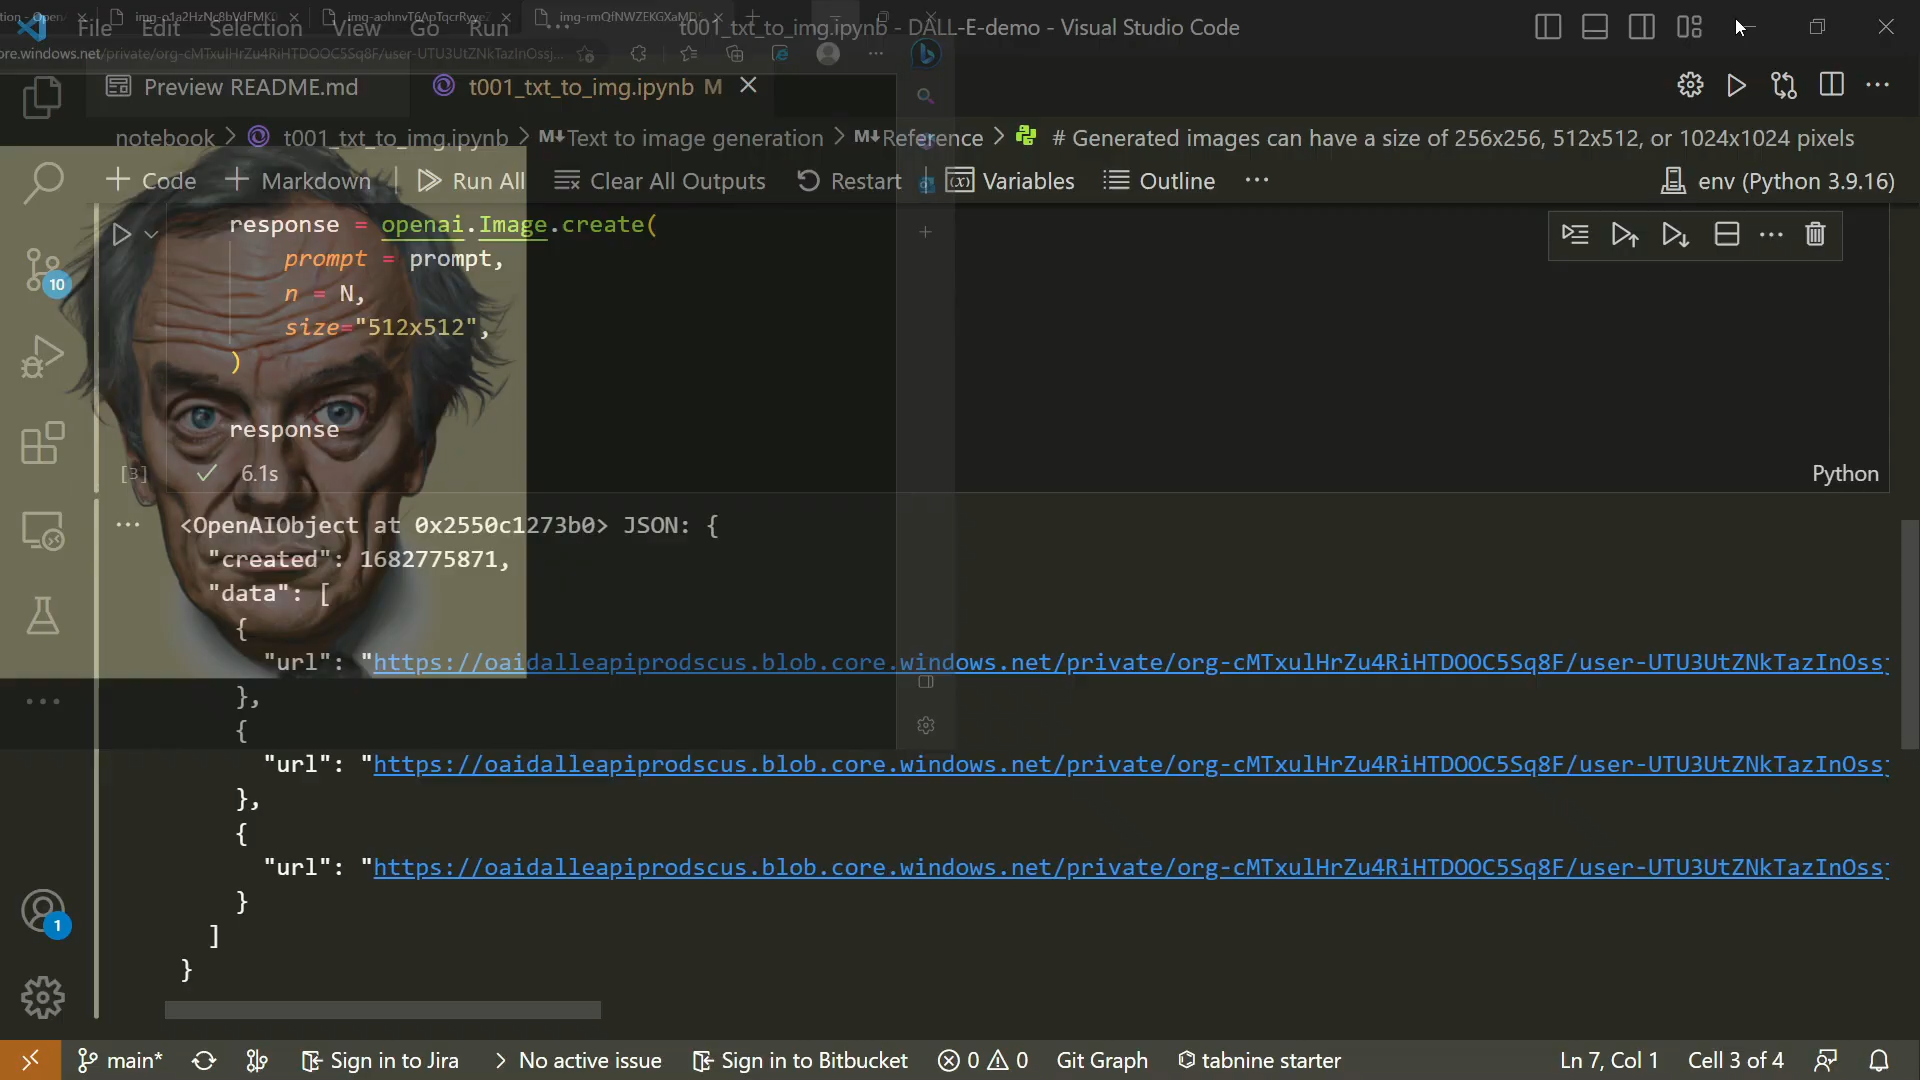 File Edit Selection View Go Run ··· t001_txt_to_img.ipynb - DALL-E-demo - Visual Studio Code
Preview README.md t001_txt_to_img.ipynb M
notebook > t001_txt_to_img.ipynb > M↓Text to image generation > M↓Reference > # Generated images can have a size of 256x256, 512x512, or 1024x1024 pixels
+ Code + Markdown | Run All Clear All Outputs Restart | Variables Outline ··· env (Python 3.9.16)
response = openai.Image.create(
prompt = prompt,
n = N,
size="512x512",
)
response
[3] ✓ 6.1s Python
<OpenAIObject at 0x2550c1273b0> JSON: {
"created": 1682775871,
"data": [
{
"url": "https://oaidalleapiprodscus.blob.core.windows.net/private/org-cMTxulHrZu4RiHTDOOC5Sq8F/user-UTU3UtZNkTazInOssj
},
{
"url": "https://oaidalleapiprodscus.blob.core.windows.net/private/org-cMTxulHrZu4RiHTDOOC5Sq8F/user-UTU3UtZNkTazInOssj
},
{
"url": "https://oaidalleapiprodscus.blob.core.windows.net/private/org-cMTxulHrZu4RiHTDOOC5Sq8F/user-UTU3UtZNkTazInOssj
}
]
}
10
1
main* Sign in to Jira > No active issue Sign in to Bitbucket 0 0 Git Graph tabnine starter Ln 7, Col 1 Cell 3 of 4